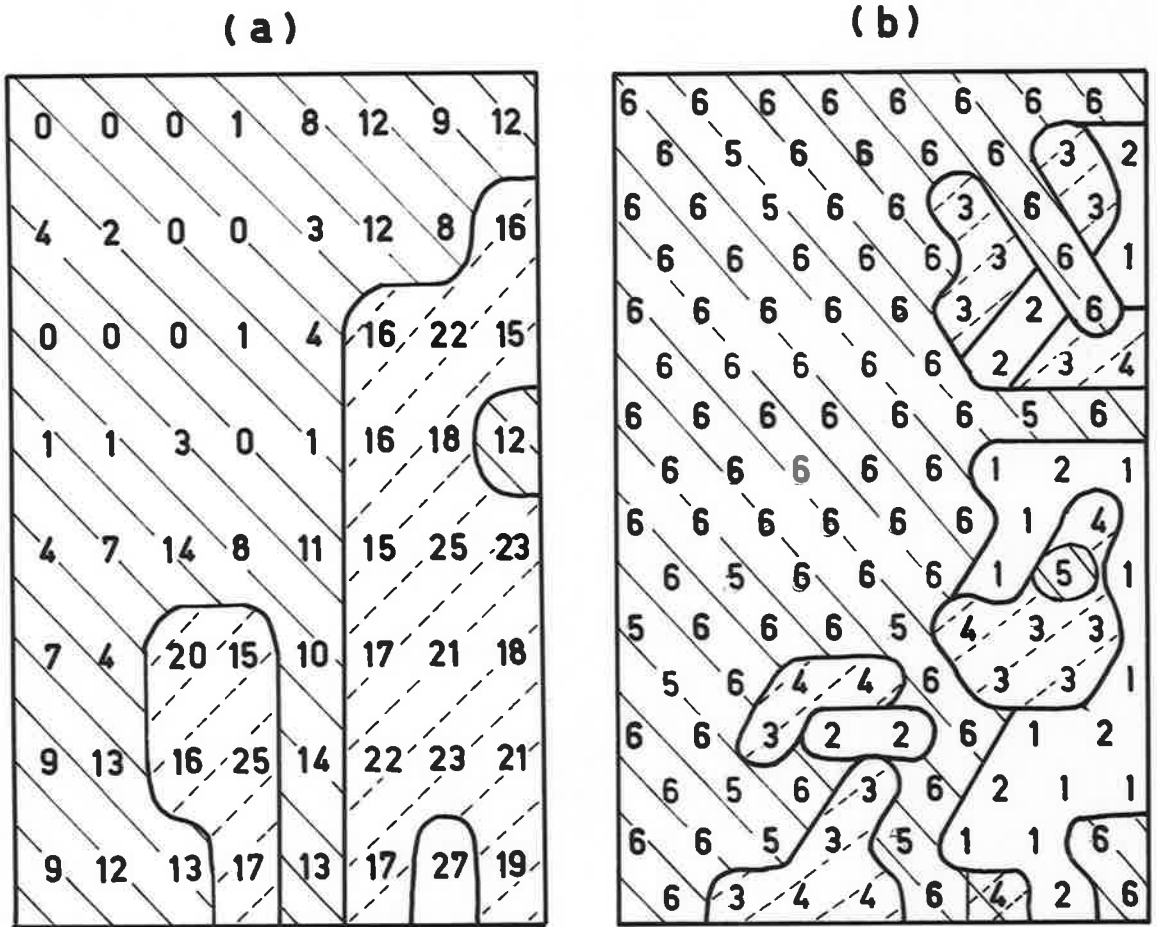 (a)
0 0 0 1 8 12 9 12
4 2 0 0 3 12 8 16
0 0 0 1 4 16 22 15
1 1 3 0 1 16 18 12
4 7 14 8 11 15 25 23
7 4 20 15 10 17 21 18
9 13 16 25 14 22 23 21
9 12 13 17 13 17 27 19
(b)
6 6 6 6 6 6 6 6
6 5 6 6 6 6 3 2
6 6 5 6 6 3 6 3
6 6 6 6 6 3 6 1
6 6 6 6 6 3 2 6
6 6 6 6 6 2 3 4
6 6 6 6 6 6 5 6
6 6 6 6 6 1 2 1
6 6 6 6 6 6 1 4
6 5 6 6 6 1 5 1
5 6 6 6 5 4 3 3
5 6 4 4 6 3 3 1
6 6 3 2 2 6 1 2
6 5 6 3 6 2 1 1
6 6 5 3 5 1 1 6
6 3 4 4 6 4 2 6